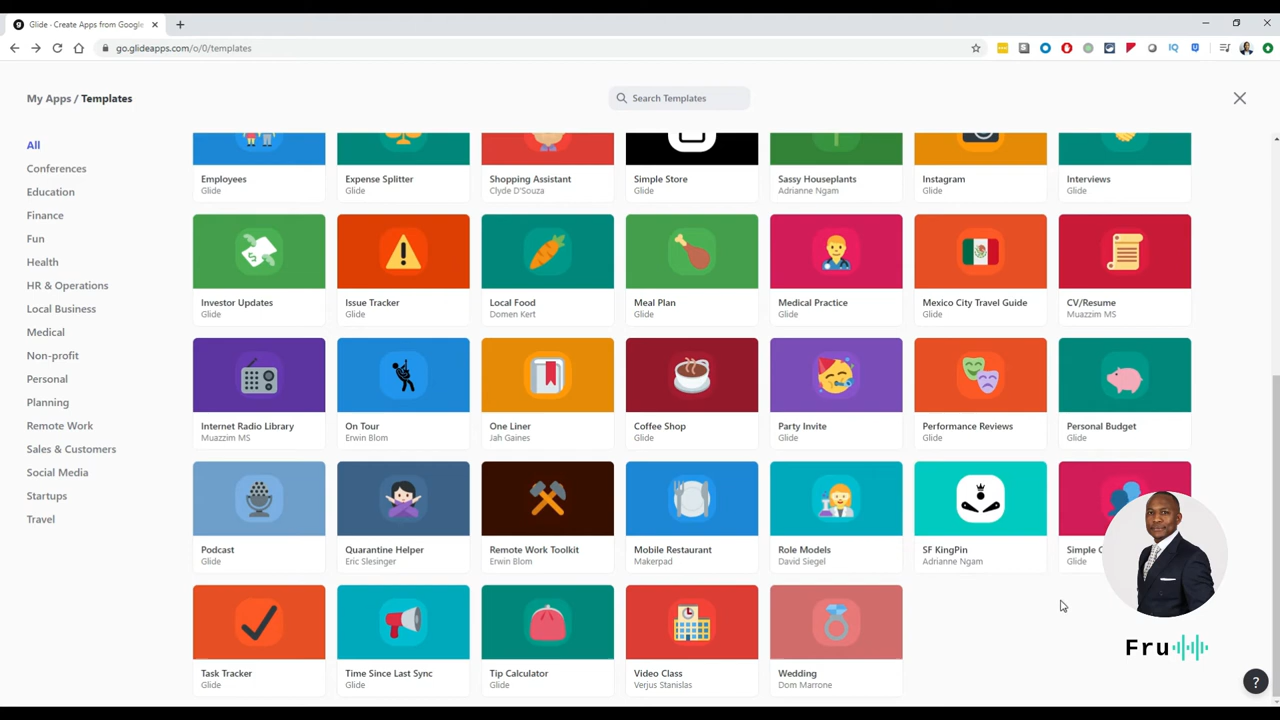 Glide - Create Apps from Google
go.glideapps.com/o/0/templates
IQ
My Apps / Templates
Search Templates
All
Conferences
Education
Finance
Fun
Health
HR & Operations
Local Business
Medical
Non-profit
Personal
Planning
Remote Work
Sales & Customers
Social Media
Startups
Travel
Employees
Glide
Expense Splitter
Glide
Shopping Assistant
Clyde D'Souza
Simple Store
Glide
Sassy Houseplants
Adrianne Ngam
Instagram
Glide
Interviews
Glide
Investor Updates
Glide
Issue Tracker
Glide
Local Food
Domen Kert
Meal Plan
Glide
Medical Practice
Glide
Mexico City Travel Guide
Glide
CV/Resume
Muazzim MS
Internet Radio Library
Muazzim MS
On Tour
Erwin Blom
One Liner
Jah Gaines
Coffee Shop
Glide
Party Invite
Glide
Performance Reviews
Glide
Personal Budget
Glide
Podcast
Glide
Quarantine Helper
Eric Slesinger
Remote Work Toolkit
Erwin Blom
Mobile Restaurant
Makerpad
Role Models
David Siegel
SF KingPin
Adrianne Ngam
Simple
Glide
Task Tracker
Glide
Time Since Last Sync
Glide
Tip Calculator
Glide
Video Class
Verjus Stanislas
Wedding
Dom Marrone
Fru
?